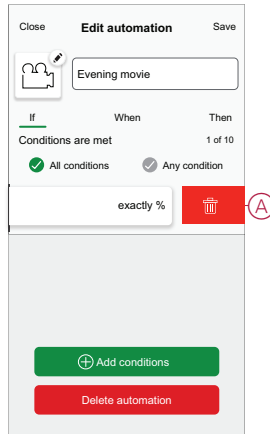 Close Edit automation Save
Evening movie
If When Then
Conditions are met 1 of 10
All conditions Any condition
exactly %
A
Add conditions
Delete automation